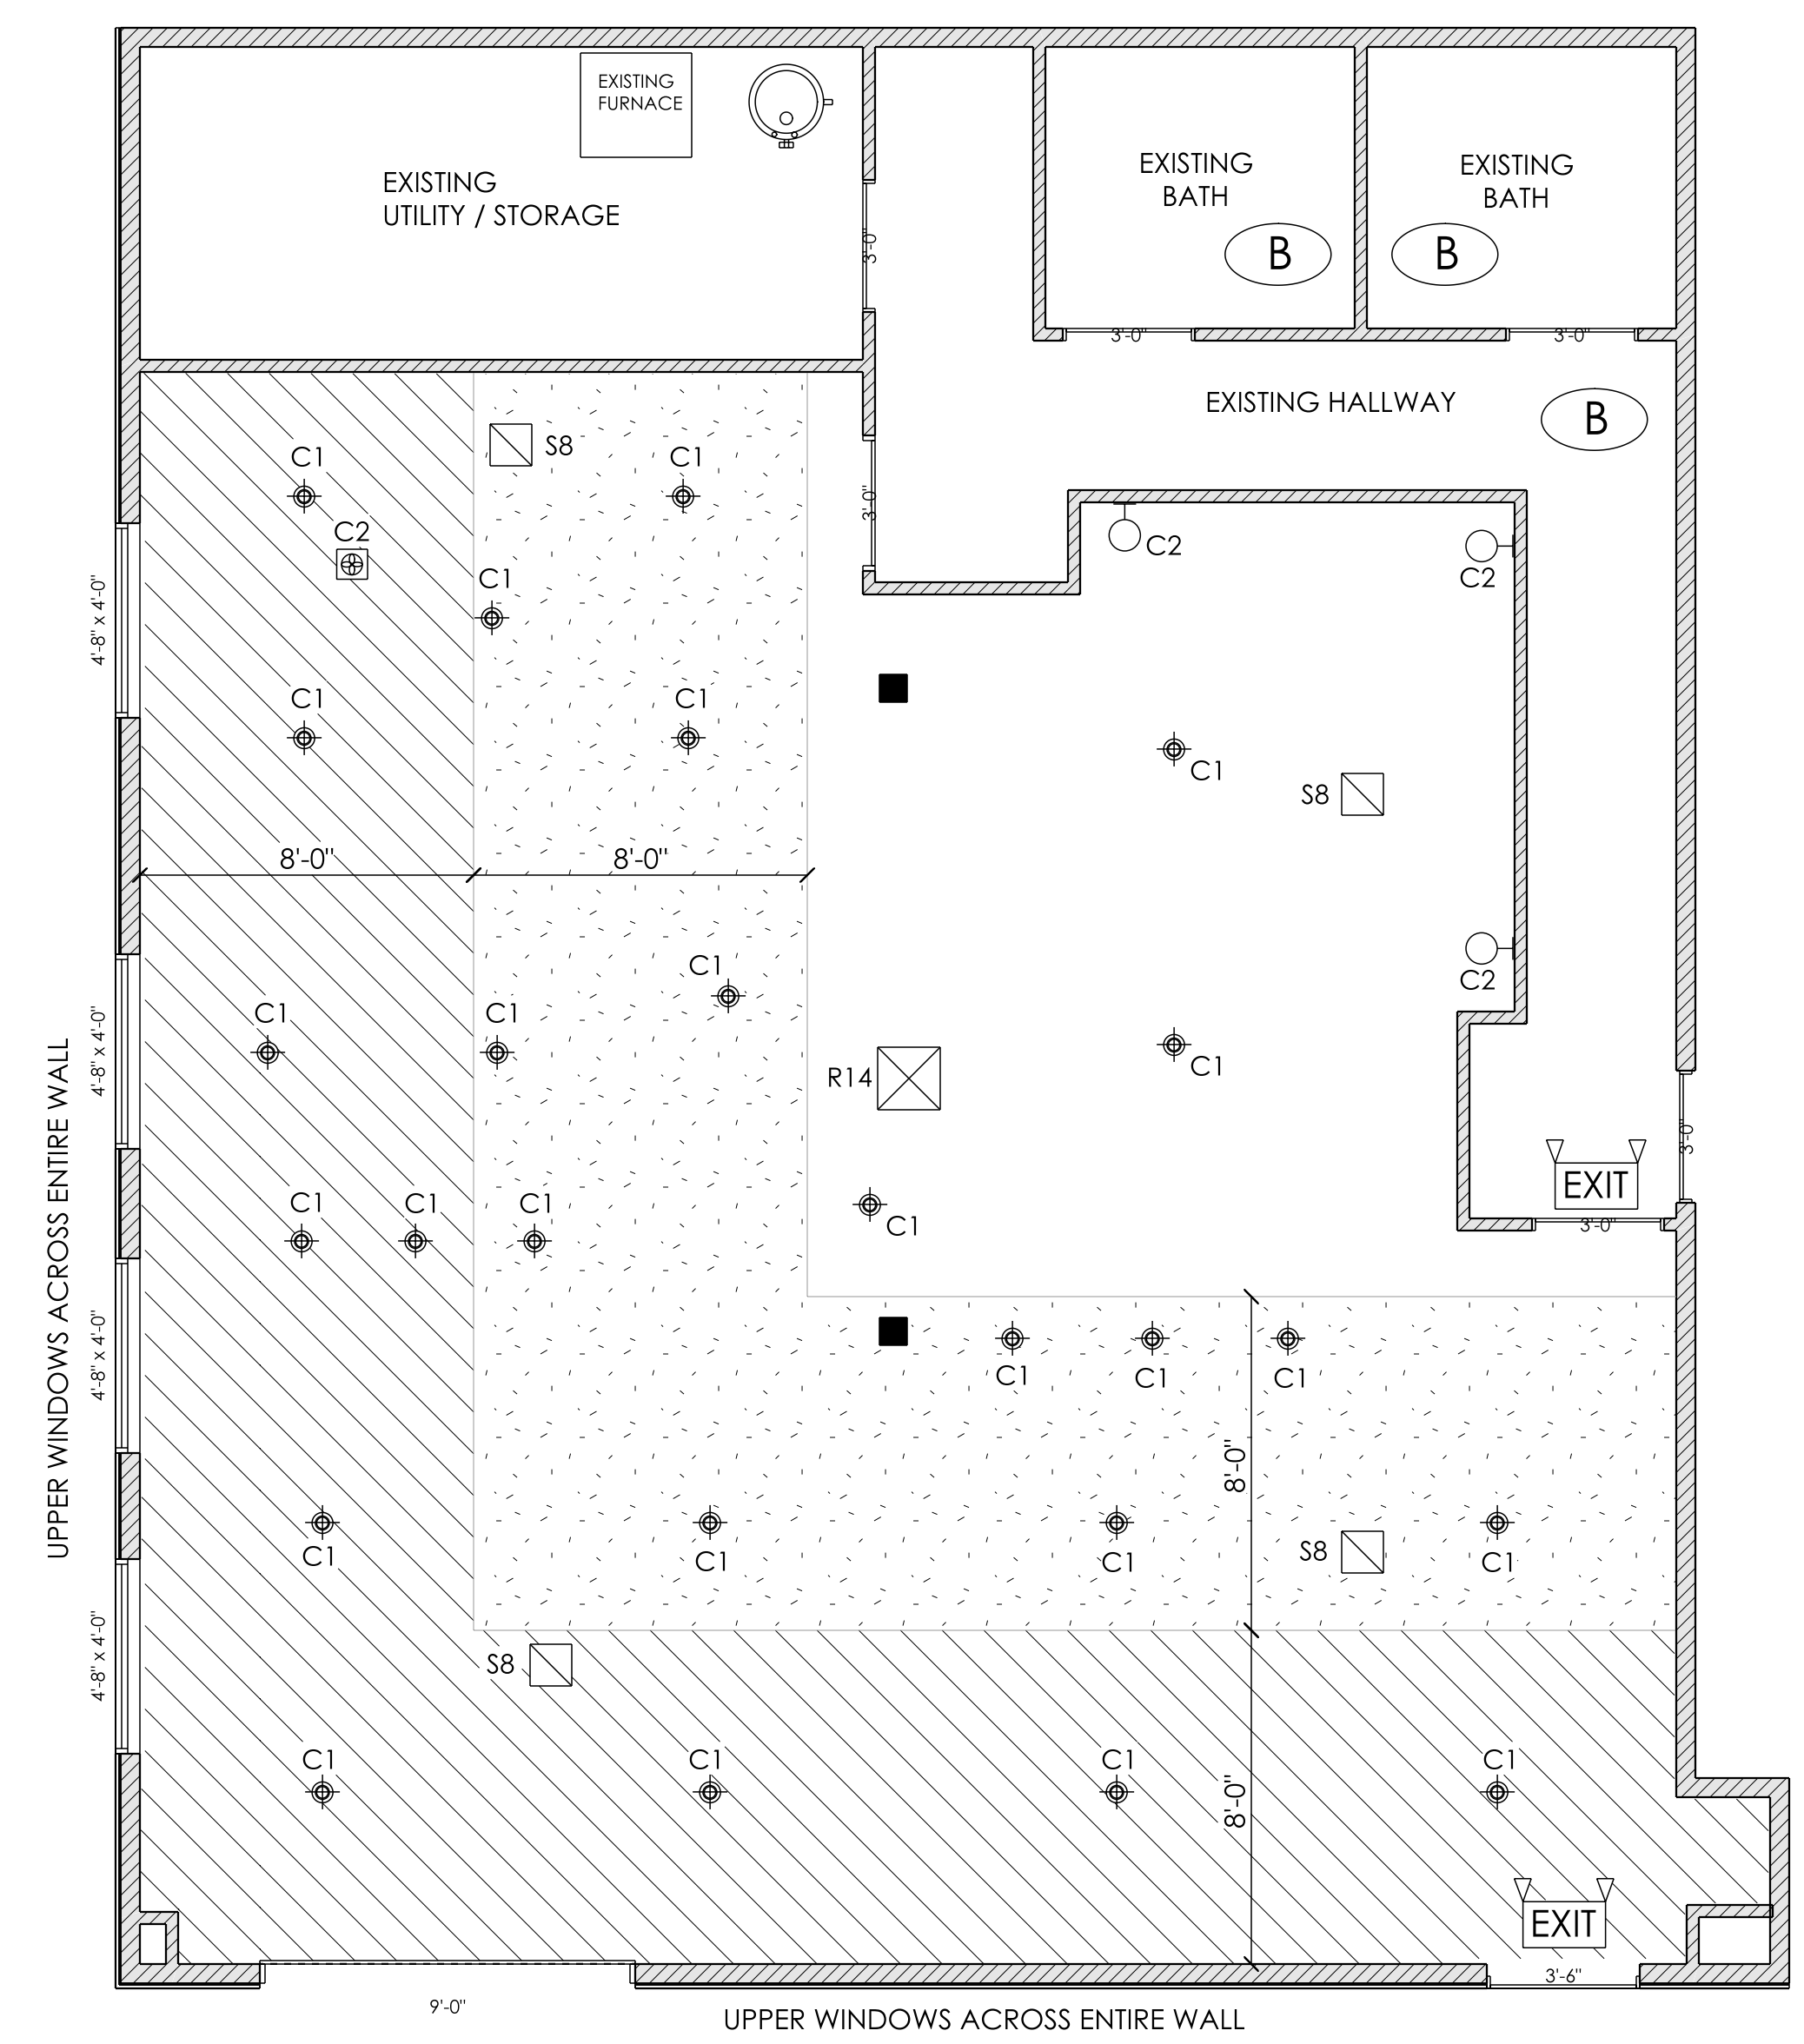 EXISTING
FURNACE
EXISTING
UTILITY / STORAGE
EXISTING
BATH
EXISTING
BATH
B
B
3'-0"
3'-0"
3'-0"
EXISTING HALLWAY
B
C1
S8
C1
3'-0"
C2
C1
C2
C2
4'-8" x 4'-0"
C1
C1
C1
S8
8'-0"
8'-0"
C1
C2
C1
C1
4'-8" x 4'-0"
R14
C1
3'-0"
EXIT
C1
C1
C1
C1
3'-0"
UPPER WINDOWS ACROSS ENTIRE WALL
4'-8" x 4'-0"
C1
C1
C1
8'-0"
C1
C1
C1
S8
C1
4'-8" x 4'-0"
S8
C1
C1
C1
C1
8'-0"
EXIT
3'-6"
9'-0"
UPPER WINDOWS ACROSS ENTIRE WALL